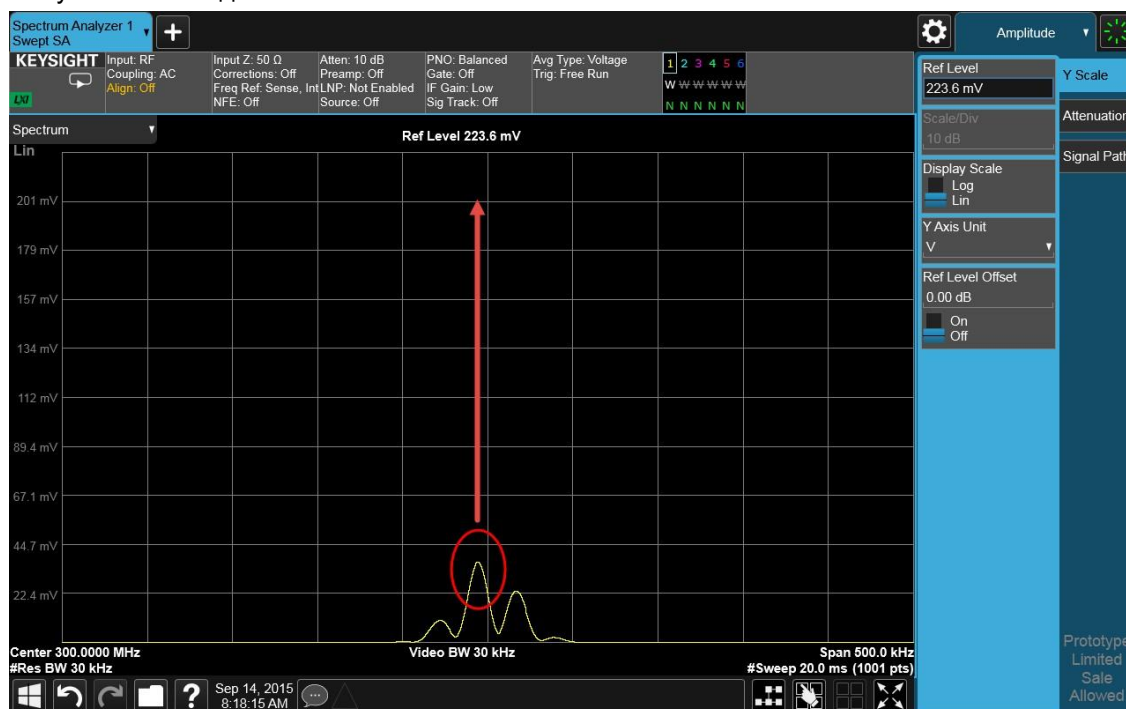 Spectrum Analyzer 1
Swept SA
Amplitude
KEYSIGHT
LXI
Input: RF
Coupling: AC
Align: Off
Input Z: 50 Ω
Corrections: Off
Freq Ref: Sense, Int
NFE: Off
Atten: 10 dB
Preamp: Off
LNP: Not Enabled
Source: Off
PNO: Balanced
Gate: Off
IF Gain: Low
Sig Track: Off
Avg Type: Voltage
Trig: Free Run
1 2 3 4 5 6
W W W W W W
N N N N N N
Spectrum
Ref Level 223.6 mV
Lin
201 mV
179 mV
157 mV
134 mV
112 mV
89.4 mV
67.1 mV
44.7 mV
22.4 mV
Center 300.0000 MHz
#Res BW 30 kHz
Video BW 30 kHz
Span 500.0 kHz
#Sweep 20.0 ms (1001 pts)
?
Sep 14, 2015
8:18:15 AM
Ref Level
223.6 mV
Scale/Div
10 dB
Display Scale
Log
Lin
Y Axis Unit
V
Ref Level Offset
0.00 dB
On
Off
Y Scale
Attenuation
Signal Path
Prototype
Limited
Sale
Allowed